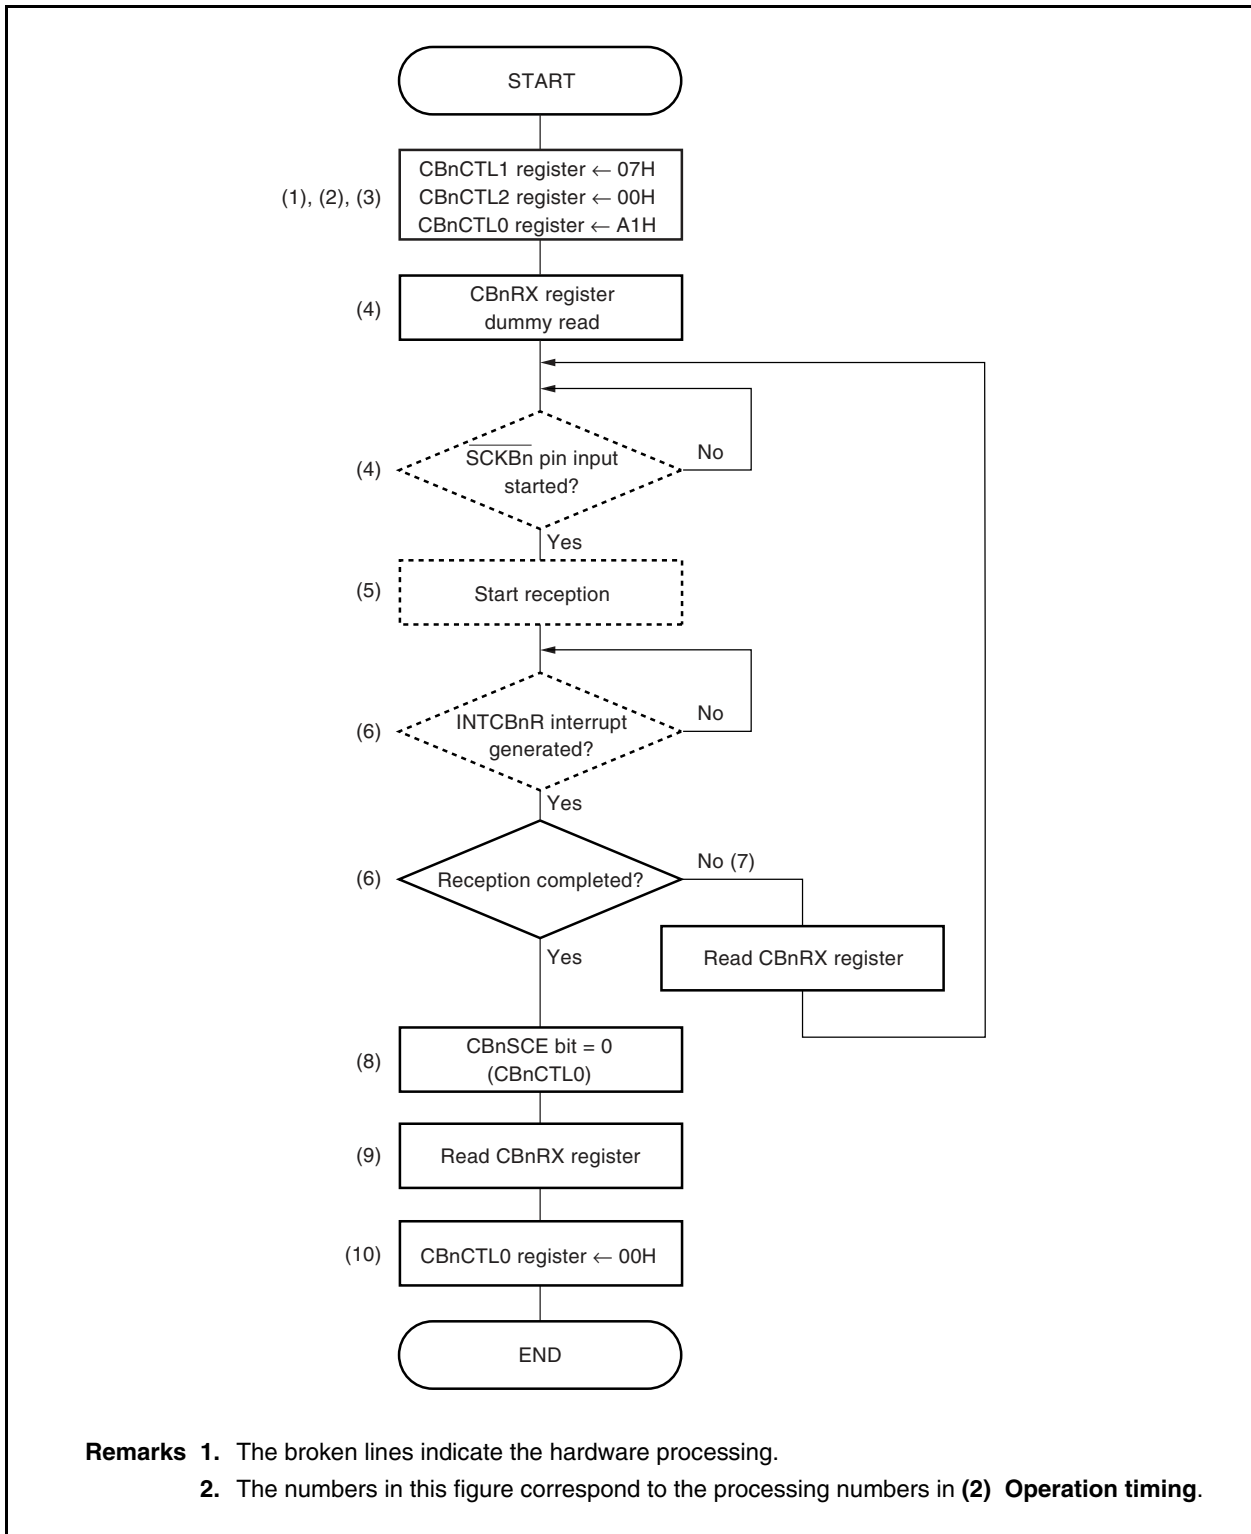 START
(1), (2), (3)
CBnCTL1 register ← 07H
CBnCTL2 register ← 00H
CBnCTL0 register ← A1H
(4)
CBnRX register
dummy read
(4)
SCKBn pin input
started?
No
Yes
(5)
Start reception
(6)
INTCBnR interrupt
generated?
No
Yes
(6)
Reception completed?
No (7)
Yes
Read CBnRX register
(8)
CBnSCE bit = 0
(CBnCTL0)
(9)
Read CBnRX register
(10)
CBnCTL0 register ← 00H
END
Remarks 1. The broken lines indicate the hardware processing.
2. The numbers in this figure correspond to the processing numbers in (2) Operation timing.